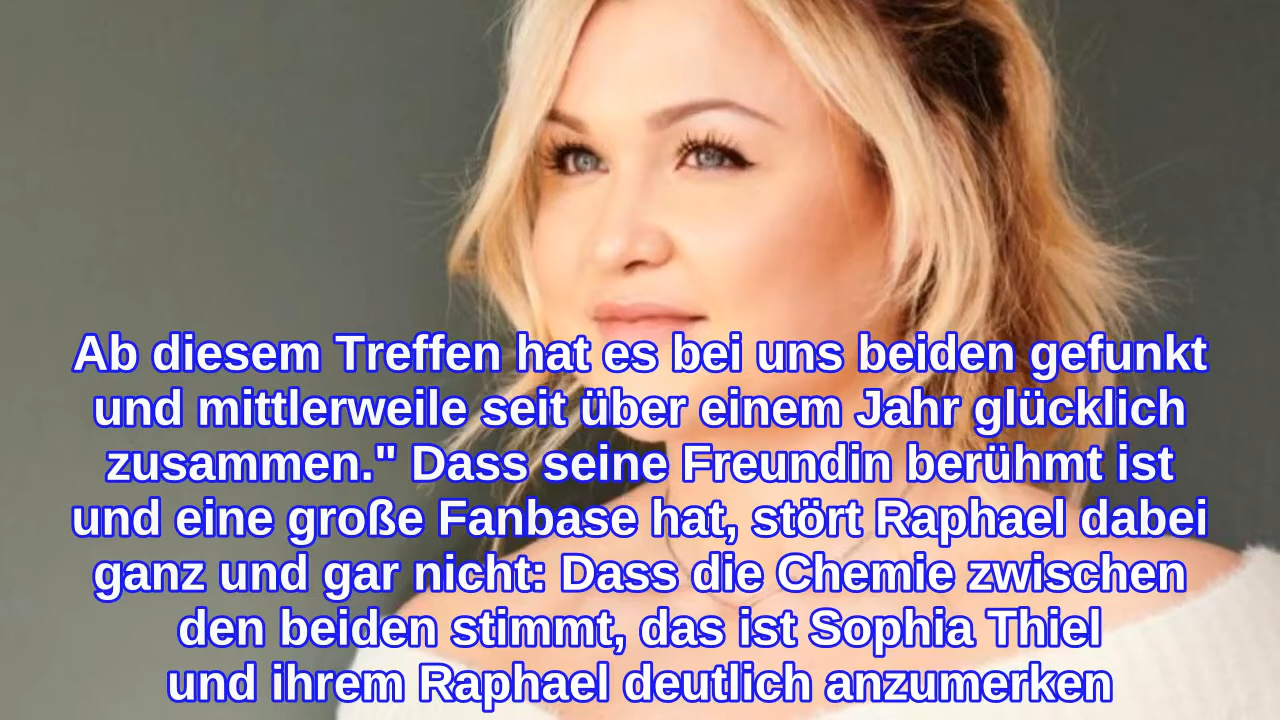 Ab diesem Treffen hat es bei uns beiden gefunkt
und mittlerweile seit über einem Jahr glücklich
zusammen." Dass seine Freundin berühmt ist
und eine große Fanbase hat, stört Raphael dabei
ganz und gar nicht: Dass die Chemie zwischen
den beiden stimmt, das ist Sophia Thiel
und ihrem Raphael deutlich anzumerken